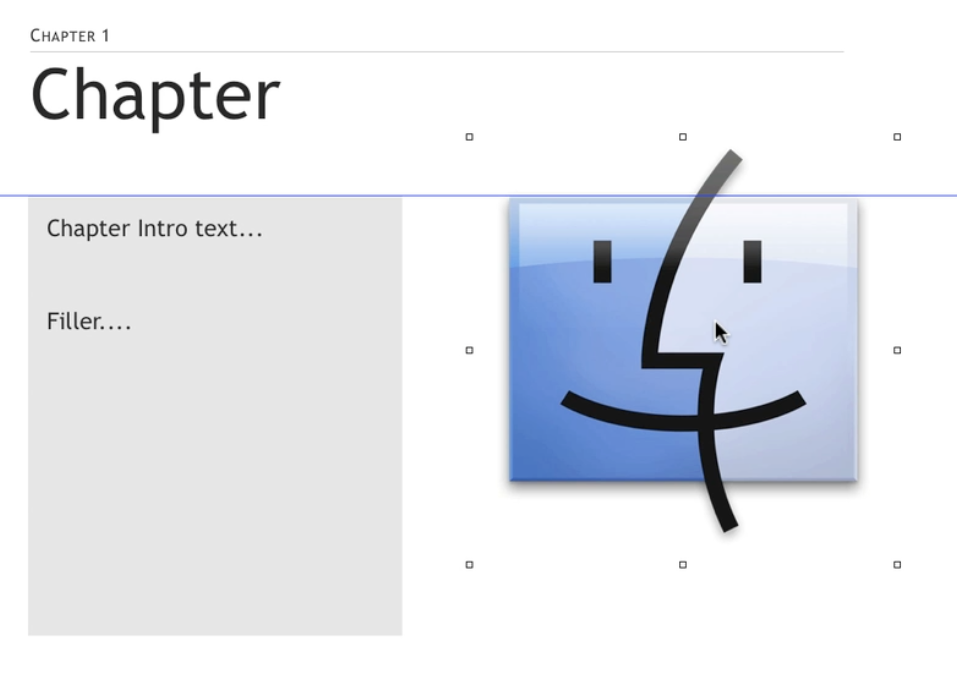 Chapter 1
Chapter
Chapter Intro text...
Filler....